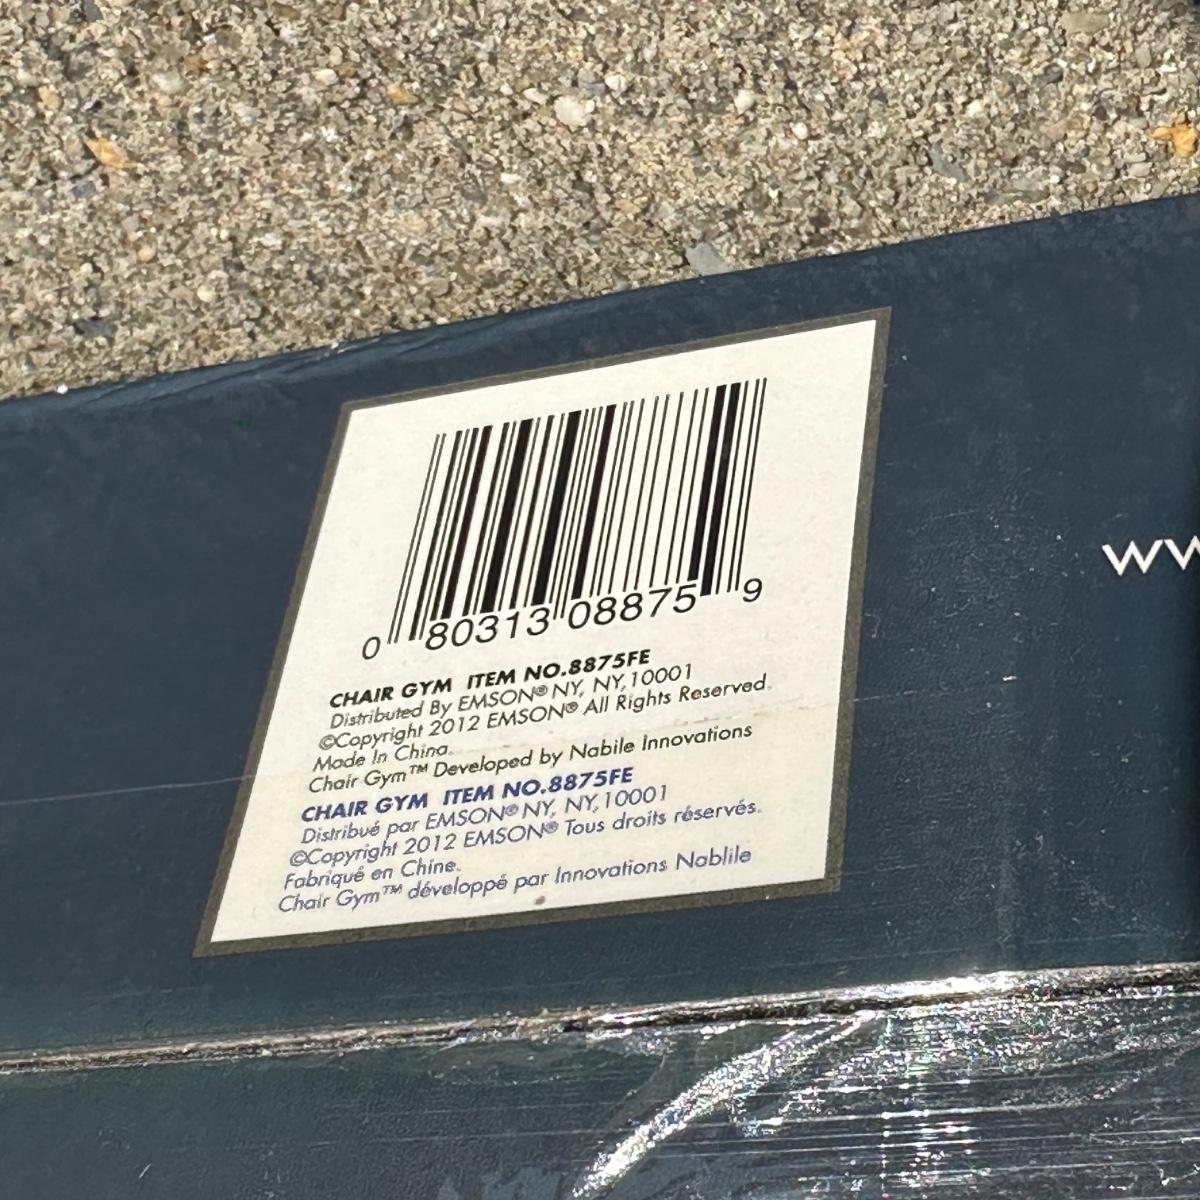 0 80313 08875 9
CHAIR GYM ITEM NO.8875FE
Distributed By EMSON® NY, NY,10001
©Copyright 2012 EMSON® All Rights Reserved.
Made In China.
Chair Gym™ Developed by Nabile Innovations
CHAIR GYM ITEM NO.8875FE
Distribué par EMSON® NY, NY,10001
©Copyright 2012 EMSON® Tous droits réservés.
Fabriqué en Chine.
Chair Gym™ développé par Innovations Nablile